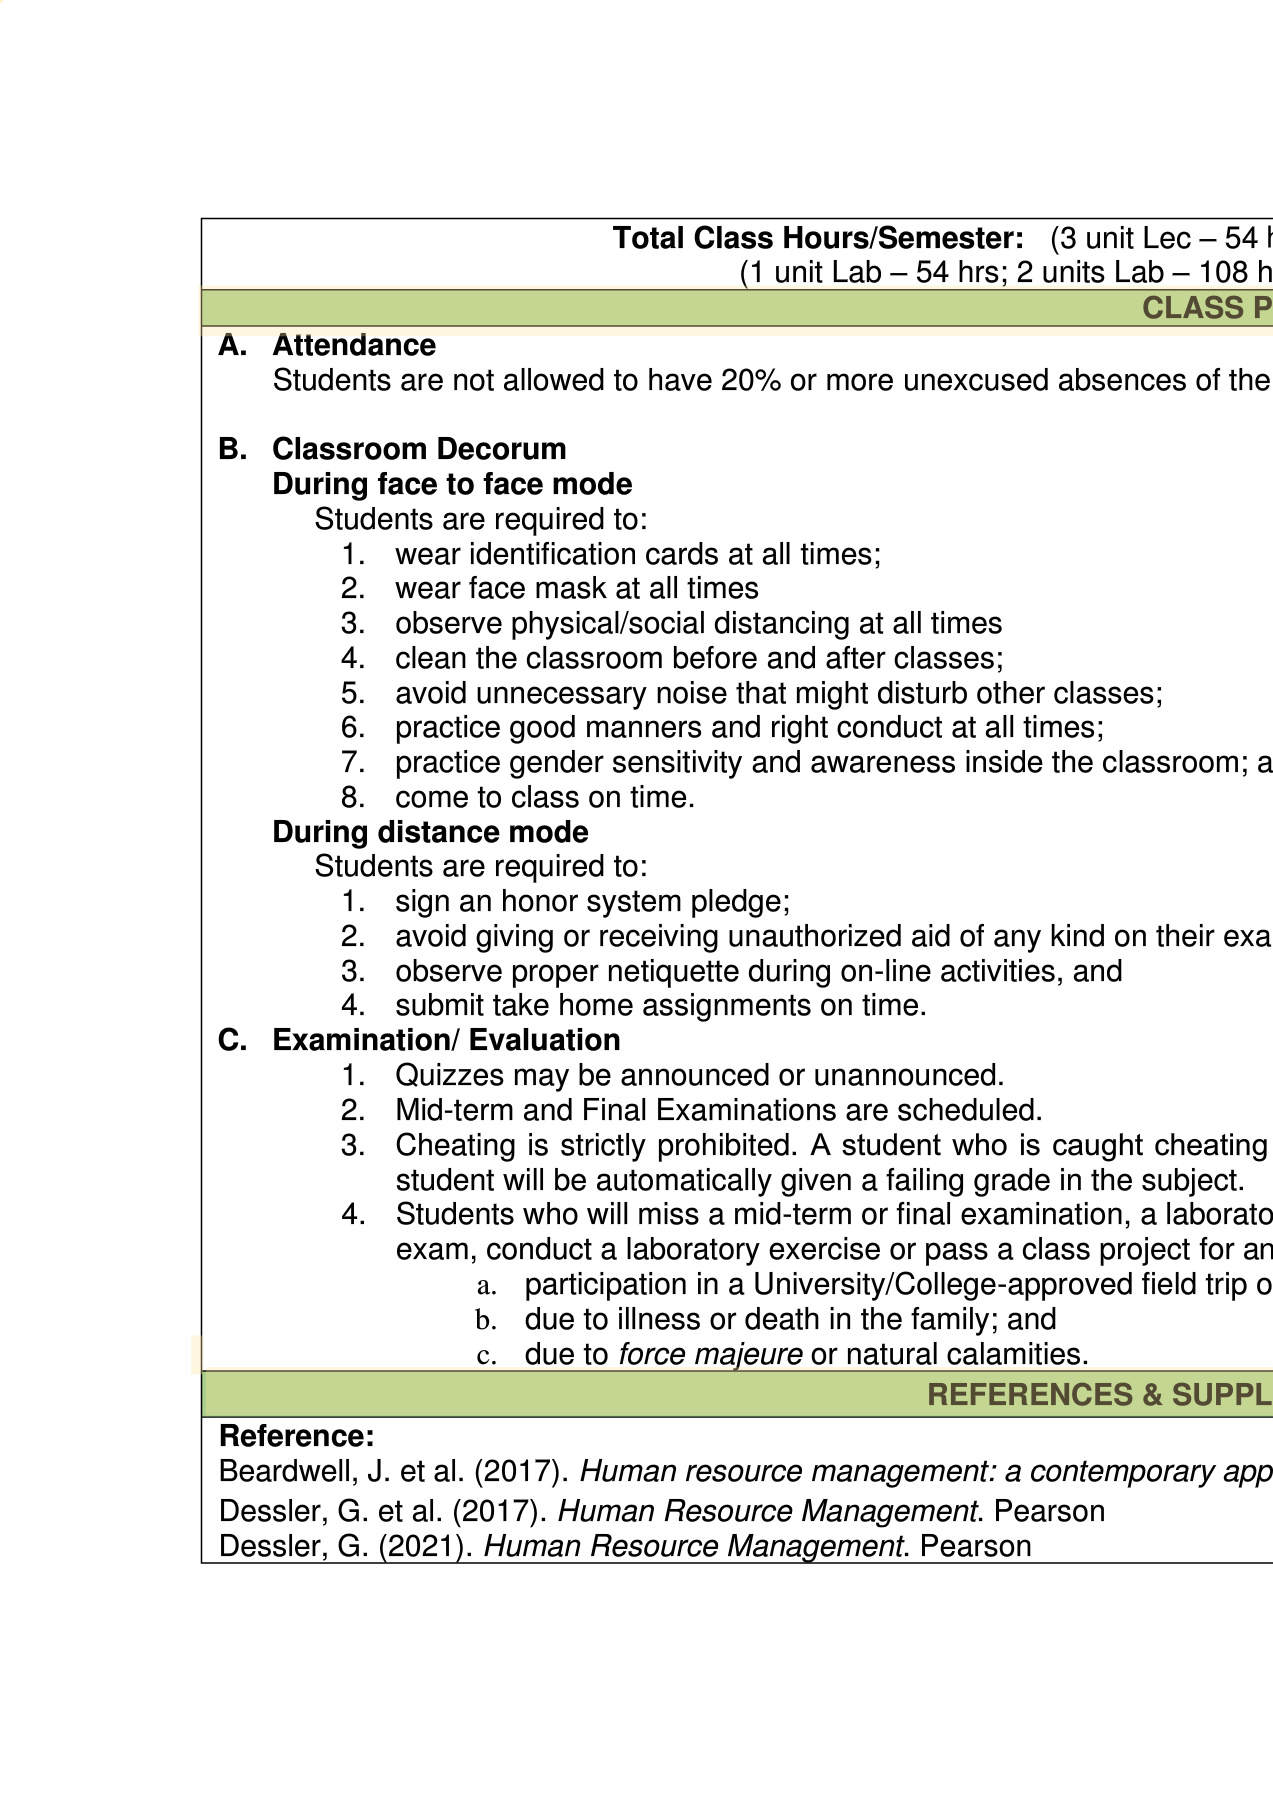 Total Class Hours/Semester: (3 unit Lec – 54
(1 unit Lab – 54 hrs; 2 units Lab – 108
CLASS
A. Attendance
Students are not allowed to have 20% or more unexcused absences of the
B. Classroom Decorum
During face to face mode
Students are required to:
1. wear identification cards at all times;
2. wear face mask at all times
3. observe physical/social distancing at all times
4. clean the classroom before and after classes;
5. avoid unnecessary noise that might disturb other classes;
6. practice good manners and right conduct at all times;
7. practice gender sensitivity and awareness inside the classroom;
8. come to class on time.
During distance mode
Students are required to:
1. sign an honor system pledge;
2. avoid giving or receiving unauthorized aid of any kind on their
3. observe proper netiquette during on-line activities, and
4. submit take home assignments on time.
C. Examination/ Evaluation
1. Quizzes may be announced or unannounced.
2. Mid-term and Final Examinations are scheduled.
3. Cheating is strictly prohibited. A student who is caught cheating
student will be automatically given a failing grade in the subject.
4. Students who will miss a mid-term or final examination, a
exam, conduct a laboratory exercise or pass a class project for
a. participation in a University/College-approved field trip
b. due to illness or death in the family; and
c. due to force majeure or natural calamities.
REFERENCES &
Reference:
Beardwell, J. et al. (2017). Human resource management: a contemporary
Dessler, G. et al. (2017). Human Resource Management. Pearson
Dessler, G. (2021). Human Resource Management. Pearson